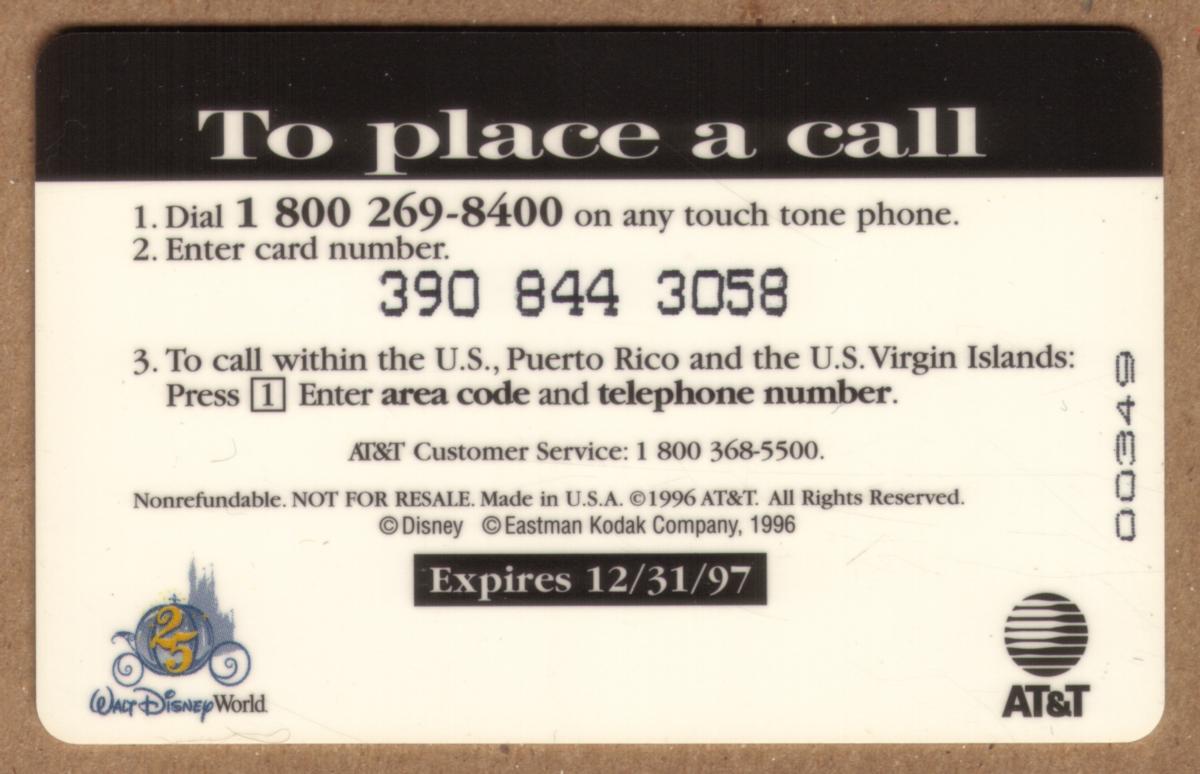 To place a call
1. Dial 1 800 269-8400 on any touch tone phone.
2. Enter card number.
390 844 3058
3. To call within the U.S., Puerto Rico and the U.S. Virgin Islands:
Press 1 Enter area code and telephone number.
AT&T Customer Service: 1 800 368-5500.
Nonrefundable. NOT FOR RESALE. Made in U.S.A. ©1996 AT&T. All Rights Reserved.
©Disney ©Eastman Kodak Company, 1996
Expires 12/31/97
25
Walt Disney World
AT&T
00349